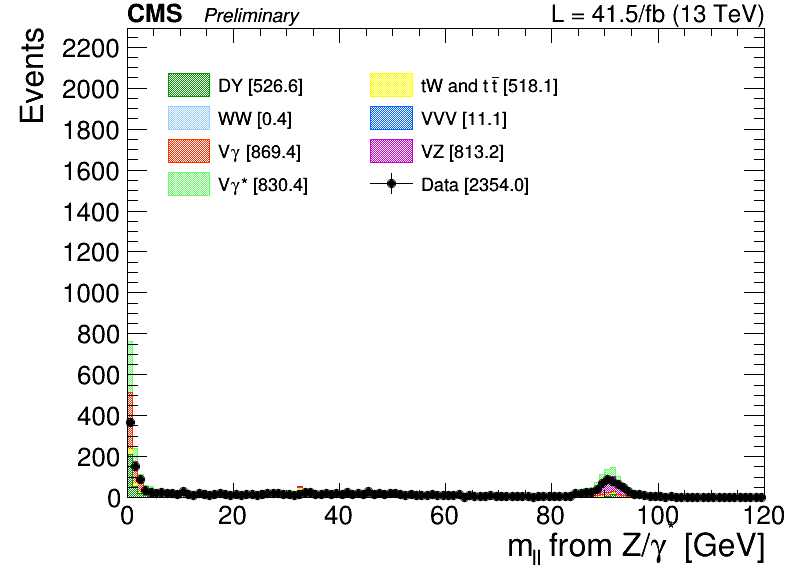 CMS Preliminary L = 41.5/fb (13 TeV)
Events
2200
2000
1800
1600
1400
1200
1000
800
600
400
200
0
DY [526.6]
WW [0.4]
Vγ [869.4]
Vγ* [830.4]
tW and tt̅ [518.1]
VVV [11.1]
VZ [813.2]
Data [2354.0]
0 20 40 60 80 100 120
m_ll from Z/γ* [GeV]